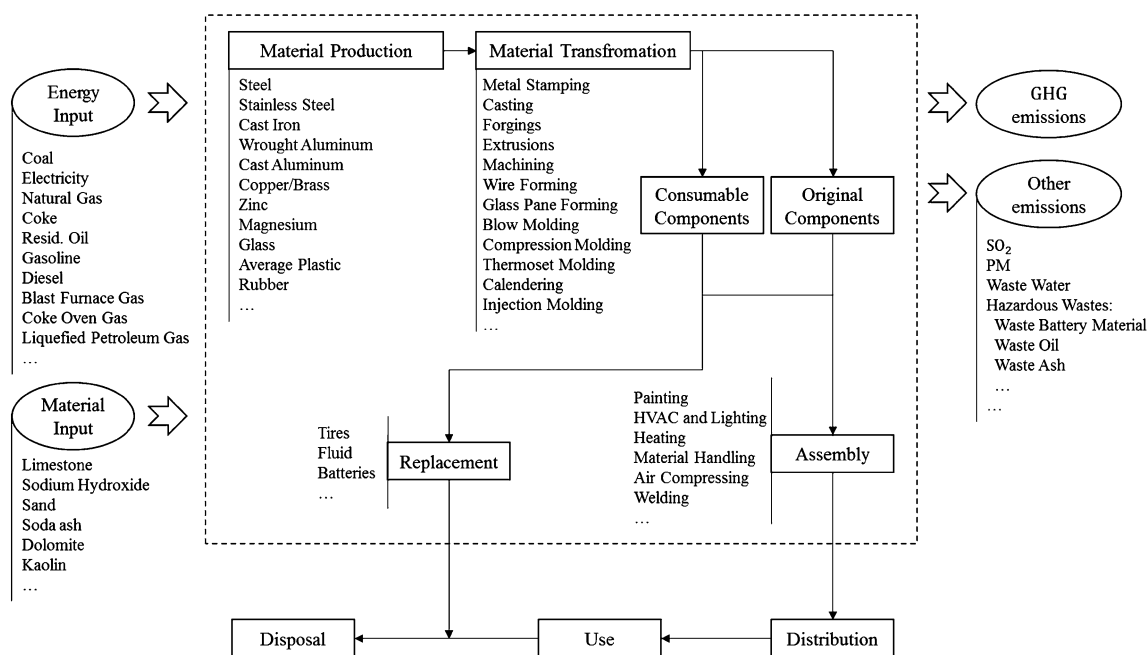 Energy
Input
Coal
Electricity
Natural Gas
Coke
Resid. Oil
Gasoline
Diesel
Blast Furnace Gas
Coke Oven Gas
Liquefied Petroleum Gas
…
Material
Input
Limestone
Sodium Hydroxide
Sand
Soda ash
Dolomite
Kaolin
…
Material Production
Steel
Stainless Steel
Cast Iron
Wrought Aluminum
Cast Aluminum
Copper/Brass
Zinc
Magnesium
Glass
Average Plastic
Rubber
…
Material Transfromation
Metal Stamping
Casting
Forgings
Extrusions
Machining
Wire Forming
Glass Pane Forming
Blow Molding
Compression Molding
Thermoset Molding
Calendering
Injection Molding
…
Consumable
Components
Original
Components
Tires
Fluid
Batteries
…
Replacement
Painting
HVAC and Lighting
Heating
Material Handling
Air Compressing
Welding
…
Assembly
GHG
emissions
Other
emissions
SO₂
PM
Waste Water
Hazardous Wastes:
Waste Battery Material
Waste Oil
Waste Ash
…
…
Disposal
Use
Distribution